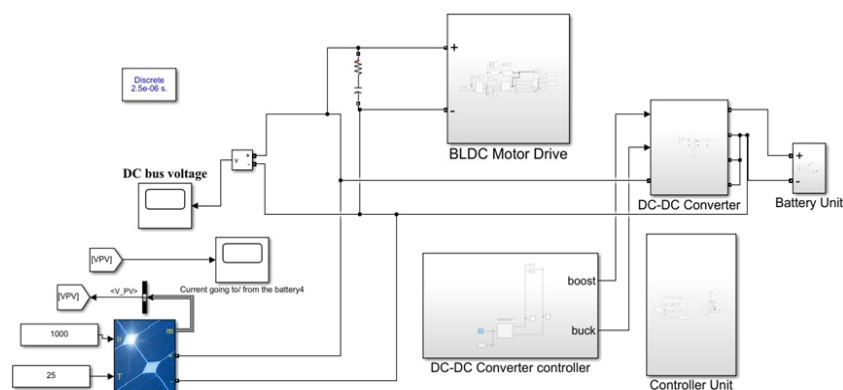 Discrete
2.5e-06 s.
+
-
BLDC Motor Drive
v
+
-
DC bus voltage
+
-
DC-DC Converter
Battery Unit
[VPV]
Current going to/ from the battery4
boost
buck
[VPV]
<V_PV>
1000
Ir
m
+
25
T
-
DC-DC Converter controller
Controller Unit